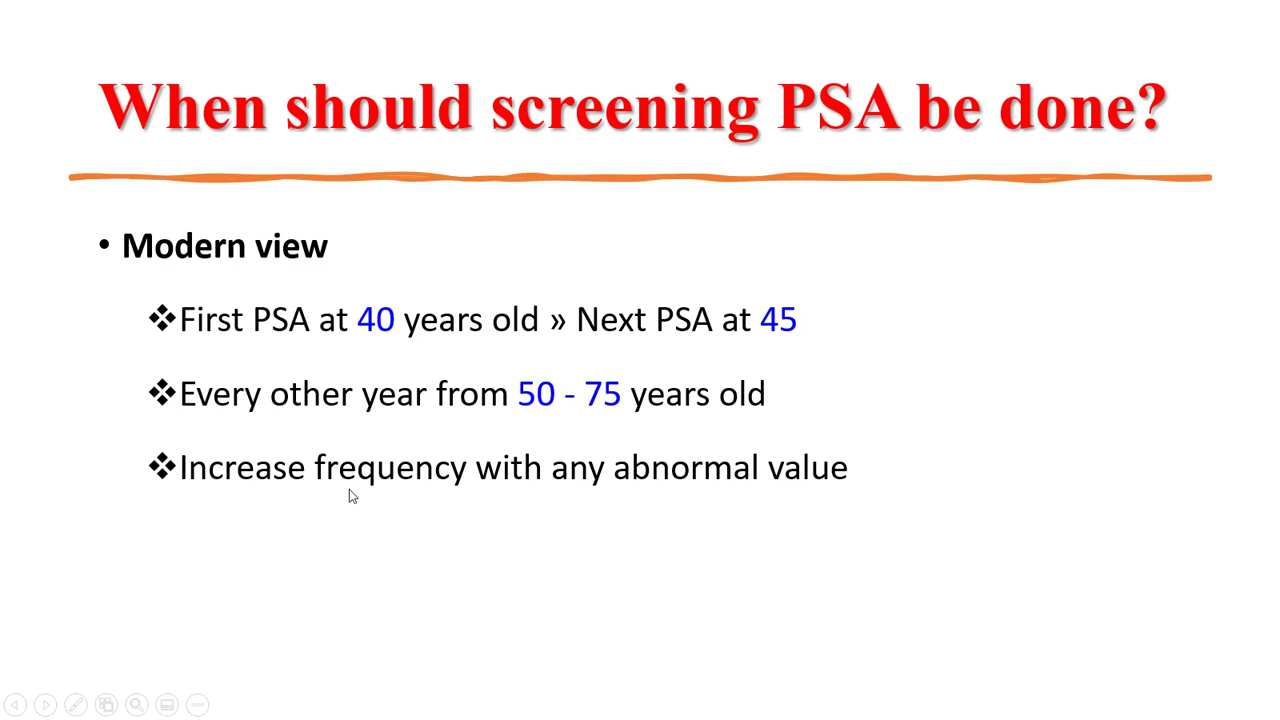 When should screening PSA be done?
• Modern view
❖First PSA at 40 years old » Next PSA at 45
❖Every other year from 50 - 75 years old
❖Increase frequency with any abnormal value